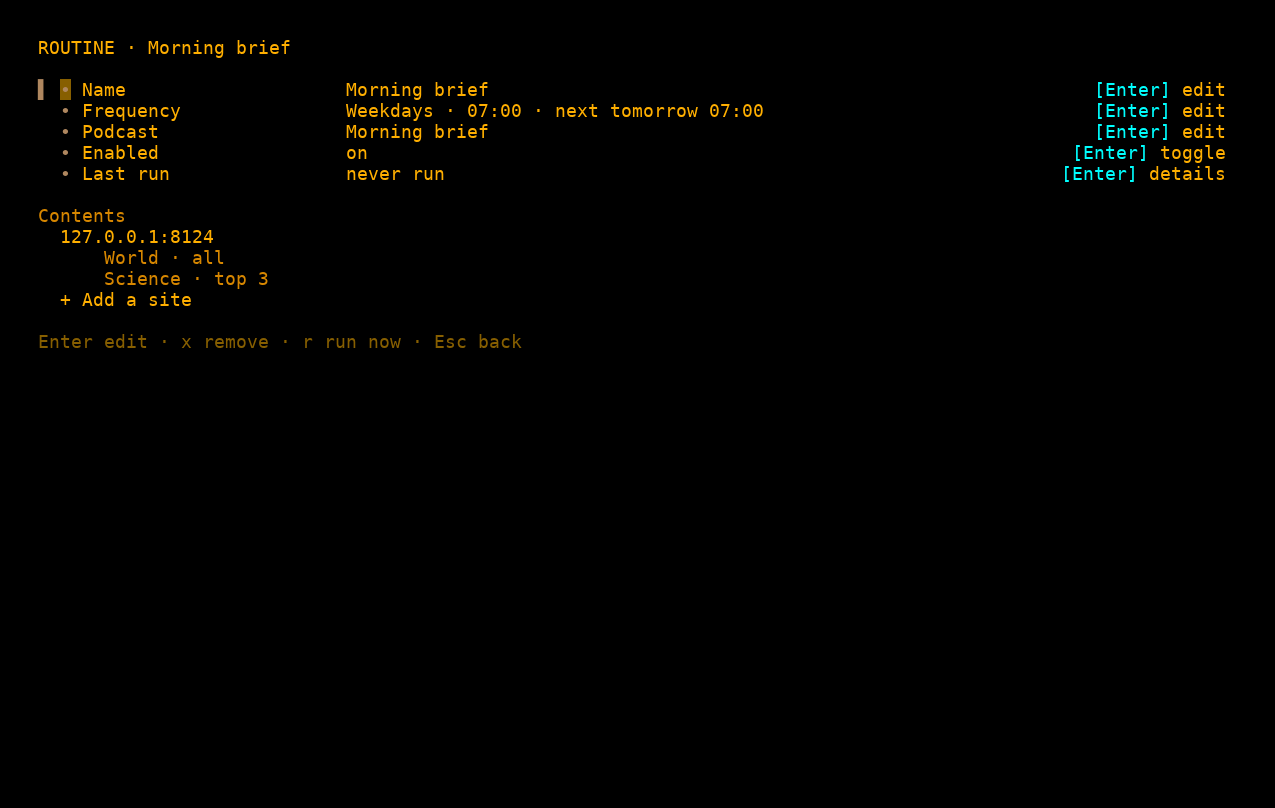 ROUTINE · Morning brief
• Name Morning brief [Enter] edit
• Frequency Weekdays · 07:00 · next tomorrow 07:00 [Enter] edit
• Podcast Morning brief [Enter] edit
• Enabled on [Enter] toggle
• Last run never run [Enter] details
Contents
127.0.0.1:8124
World · all
Science · top 3
+ Add a site
Enter edit · x remove · r run now · Esc back